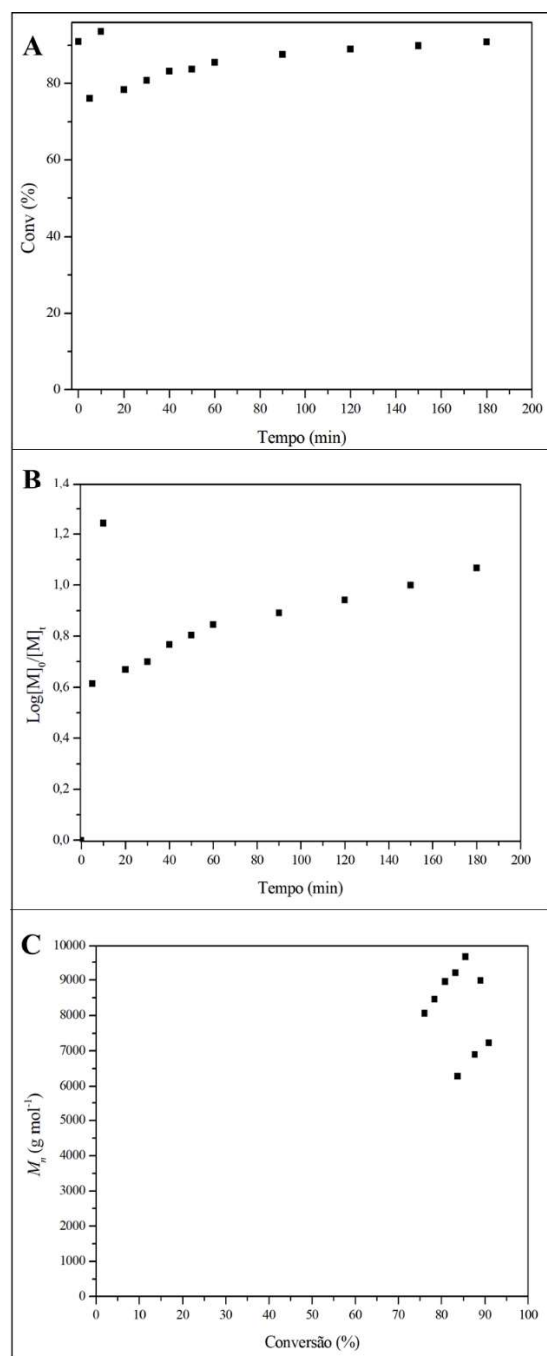 A
Conv (%)
80
60
40
20
0
0 20 40 60 80 100 120 140 160 180 200
Tempo (min)
B
Log[M]₀/[M]ₜ
1,4
1,2
1,0
0,8
0,6
0,4
0,2
0,0
0 20 40 60 80 100 120 140 160 180 200
Tempo (min)
C
Mₙ (g mol⁻¹)
10000
9000
8000
7000
6000
5000
4000
3000
2000
1000
0
0 10 20 30 40 50 60 70 80 90 100
Conversão (%)